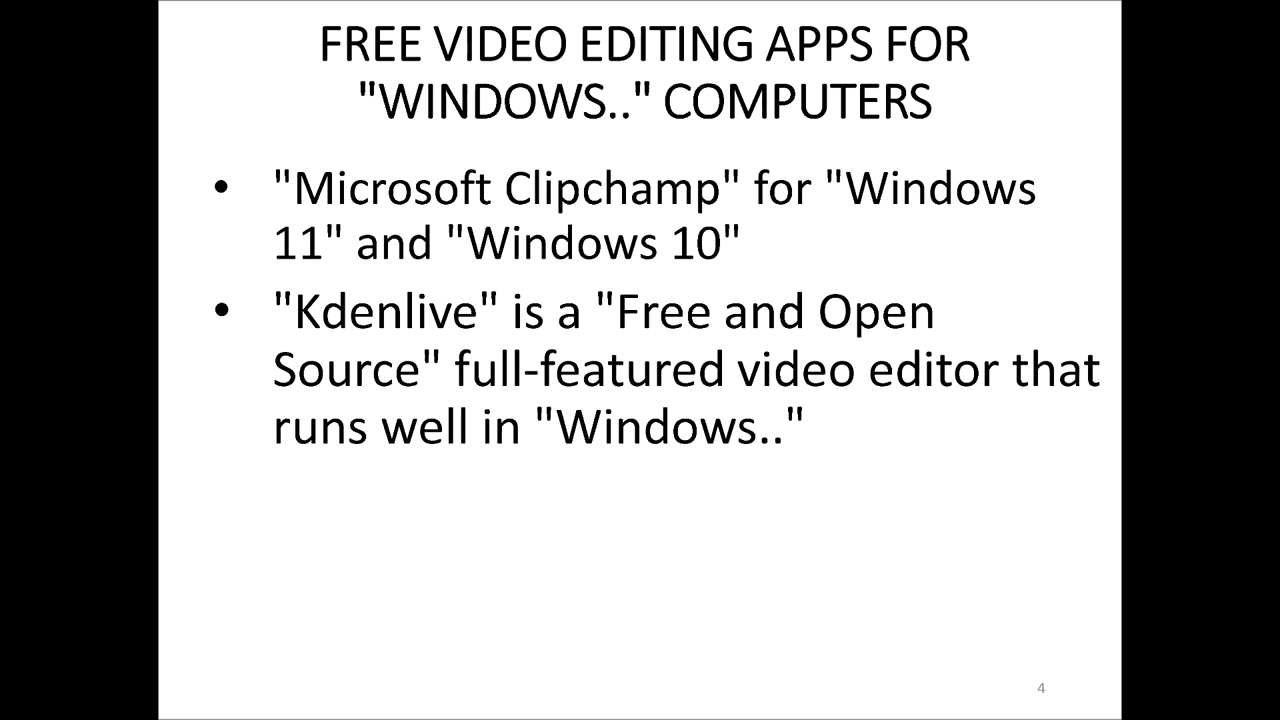 FREE VIDEO EDITING APPS FOR
"WINDOWS.." COMPUTERS
• "Microsoft Clipchamp" for "Windows
11" and "Windows 10"
• "Kdenlive" is a "Free and Open
Source" full-featured video editor that
runs well in "Windows.."
4